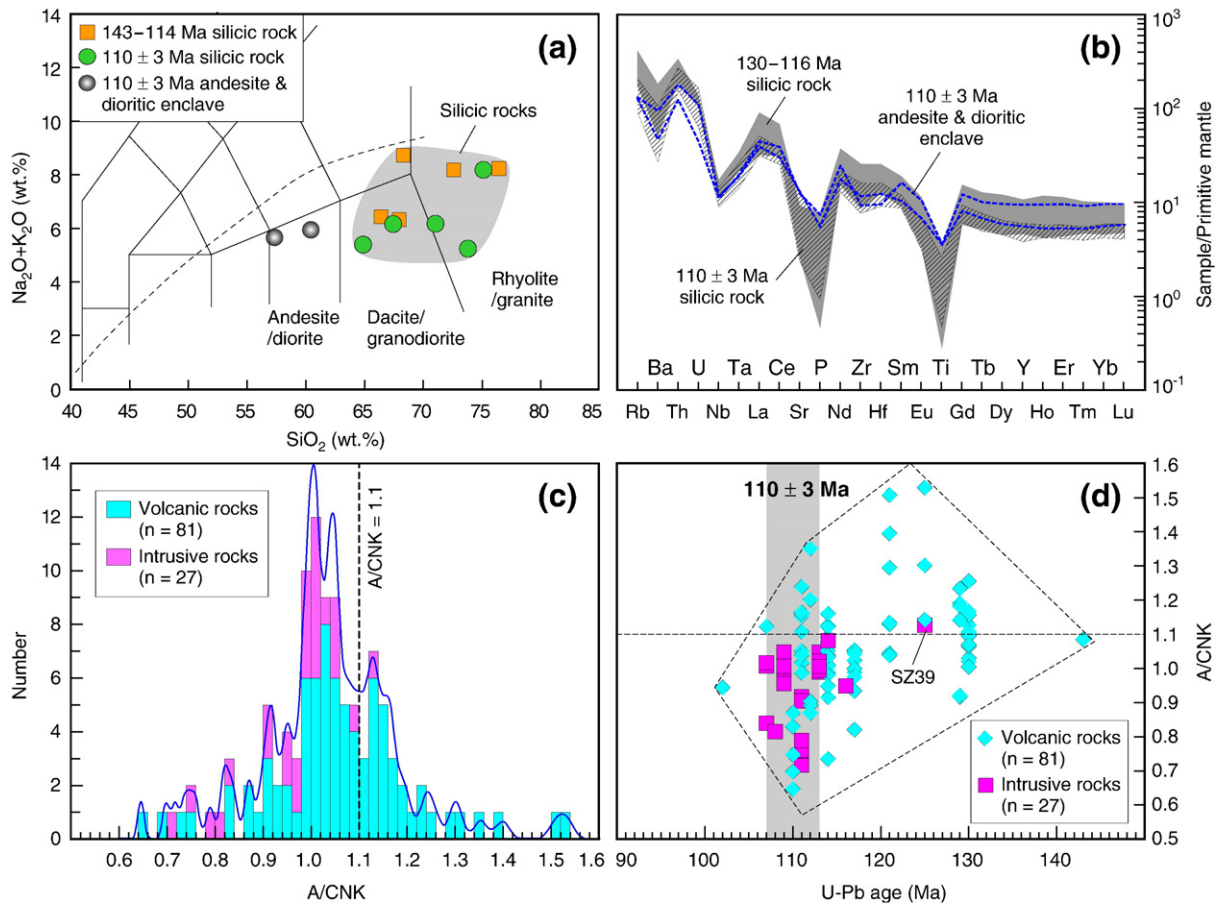 14
12
10
8
6
4
2
0
Na2O+K2O (wt.%)
143−114 Ma silicic rock
110 ± 3 Ma silicic rock
110 ± 3 Ma andesite &
dioritic enclave
(a)
Silicic rocks
Rhyolite
/granite
Andesite
/diorite
Dacite/
granodiorite
40 45 50 55 60 65 70 75 80 85
SiO2 (wt.%)
(b)
130−116 Ma
silicic rock
110 ± 3 Ma
andesite & dioritic
enclave
110 ± 3 Ma
silicic rock
Ba U Ta Ce P Zr Sm Ti Tb Y Er Yb
Rb Th Nb La Sr Nd Hf Eu Gd Dy Ho Tm Lu
10^3
10^2
10^1
10^0
10^-1
Sample/Primitive mantle
14
12
10
8
6
4
2
0
Number
(c)
Volcanic rocks
(n = 81)
Intrusive rocks
(n = 27)
A/CNK = 1.1
0.6 0.7 0.8 0.9 1.0 1.1 1.2 1.3 1.4 1.5 1.6
A/CNK
110 ± 3 Ma
(d)
SZ39
Volcanic rocks
(n = 81)
Intrusive rocks
(n = 27)
1.6
1.5
1.4
1.3
1.2
1.1
1.0
0.9
0.8
0.7
0.6
0.5
A/CNK
90 100 110 120 130 140 150
U-Pb age (Ma)